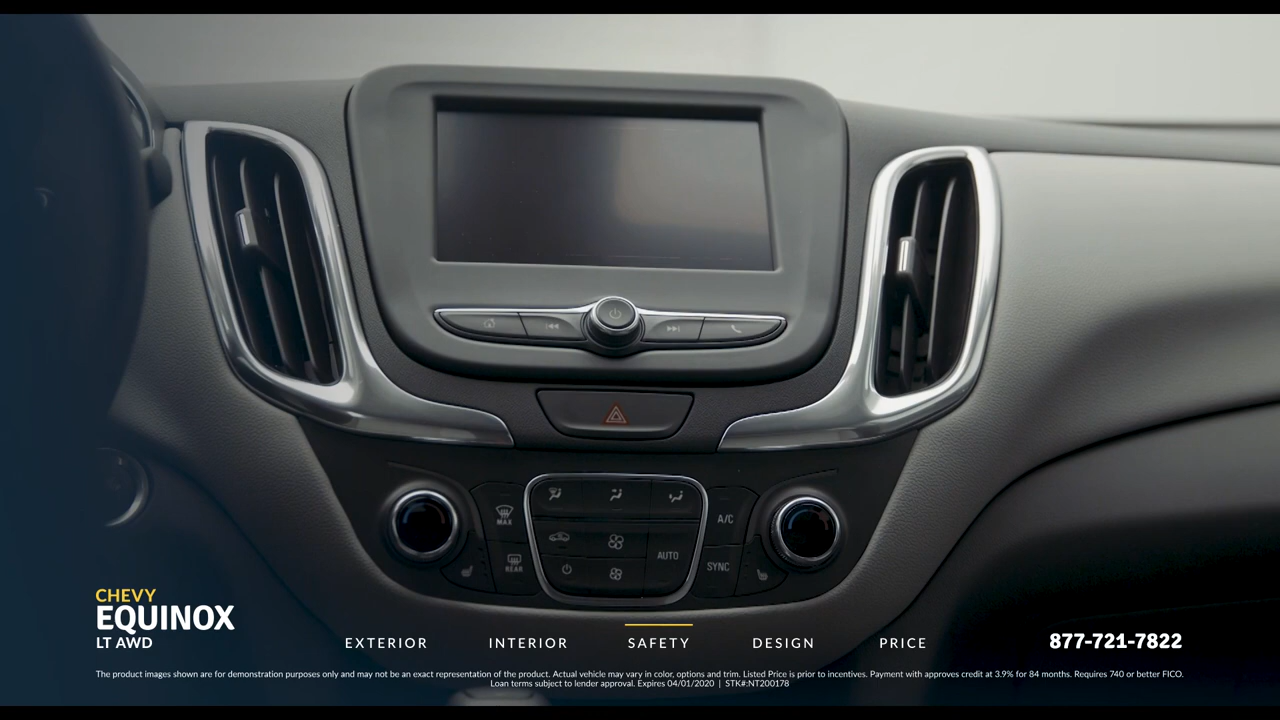 MAX
A/C
AUTO
REAR
SYNC
CHEVY
EQUINOX
LT AWD
EXTERIOR INTERIOR SAFETY DESIGN PRICE
877-721-7822
The product images shown are for demonstration purposes only and may not be an exact representation of the product. Actual vehicle may vary in color, options and trim. Listed Price is prior to incentives. Payment with approves credit at 3.9% for 84 months. Requires 740 or better FICO.
Loan terms subject to lender approval. Expires 04/01/2020 | STK#:NT200178